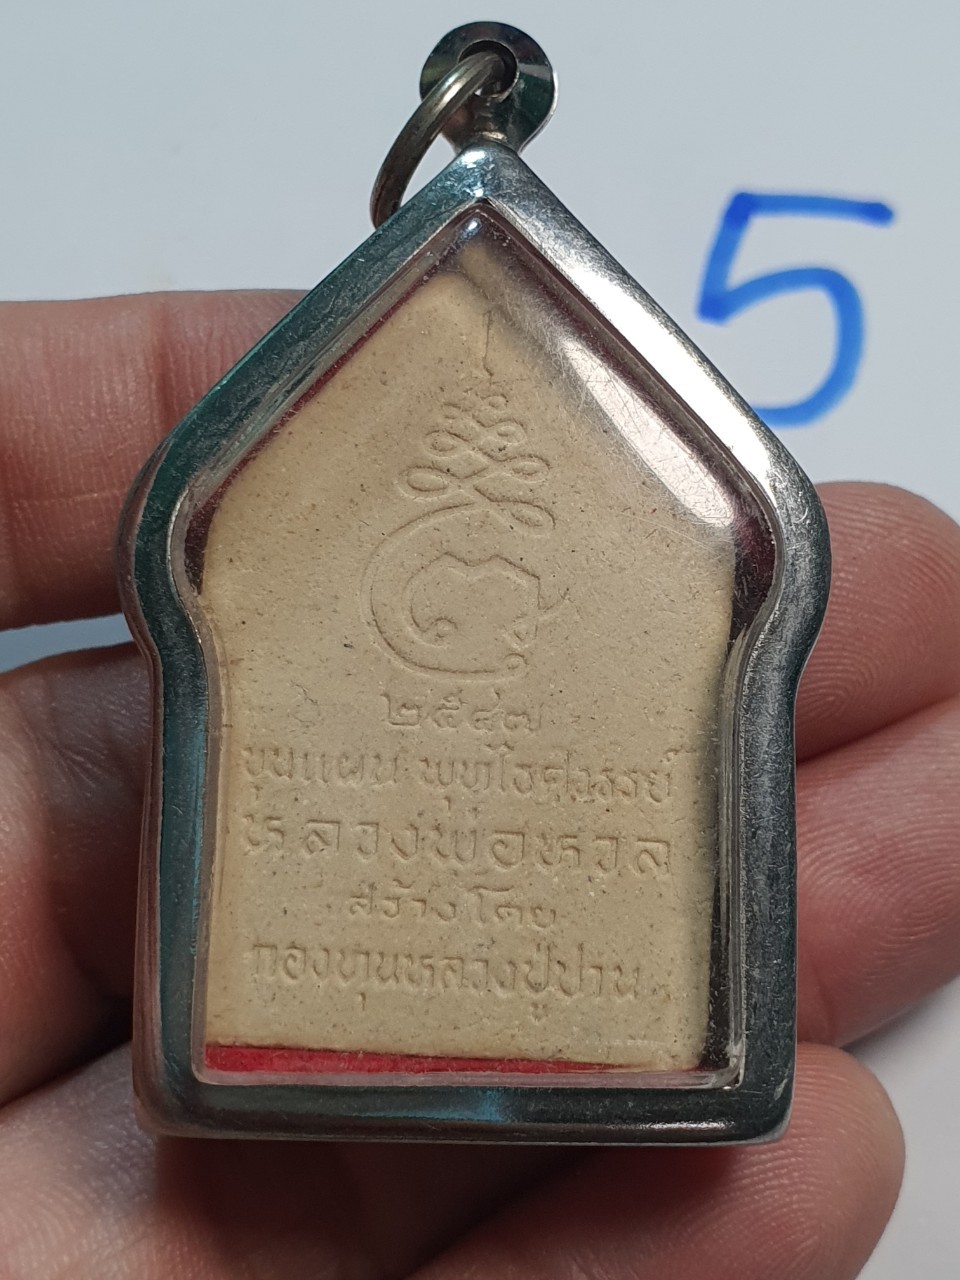 5
๒๕๔๗
ขุนแผน พุทไธศวรรย์
หลวงพ่อหวล
สร้างโดย
กองทุนหลวงปู่ปาน